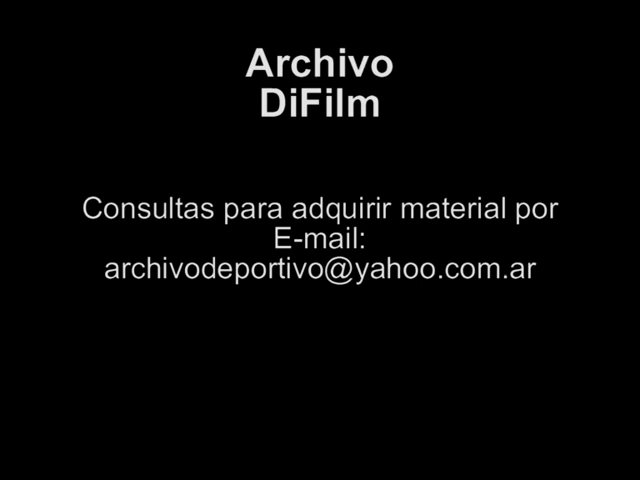 Archivo
DiFilm
Consultas para adquirir material por
E-mail:
archivodeportivo@yahoo.com.ar